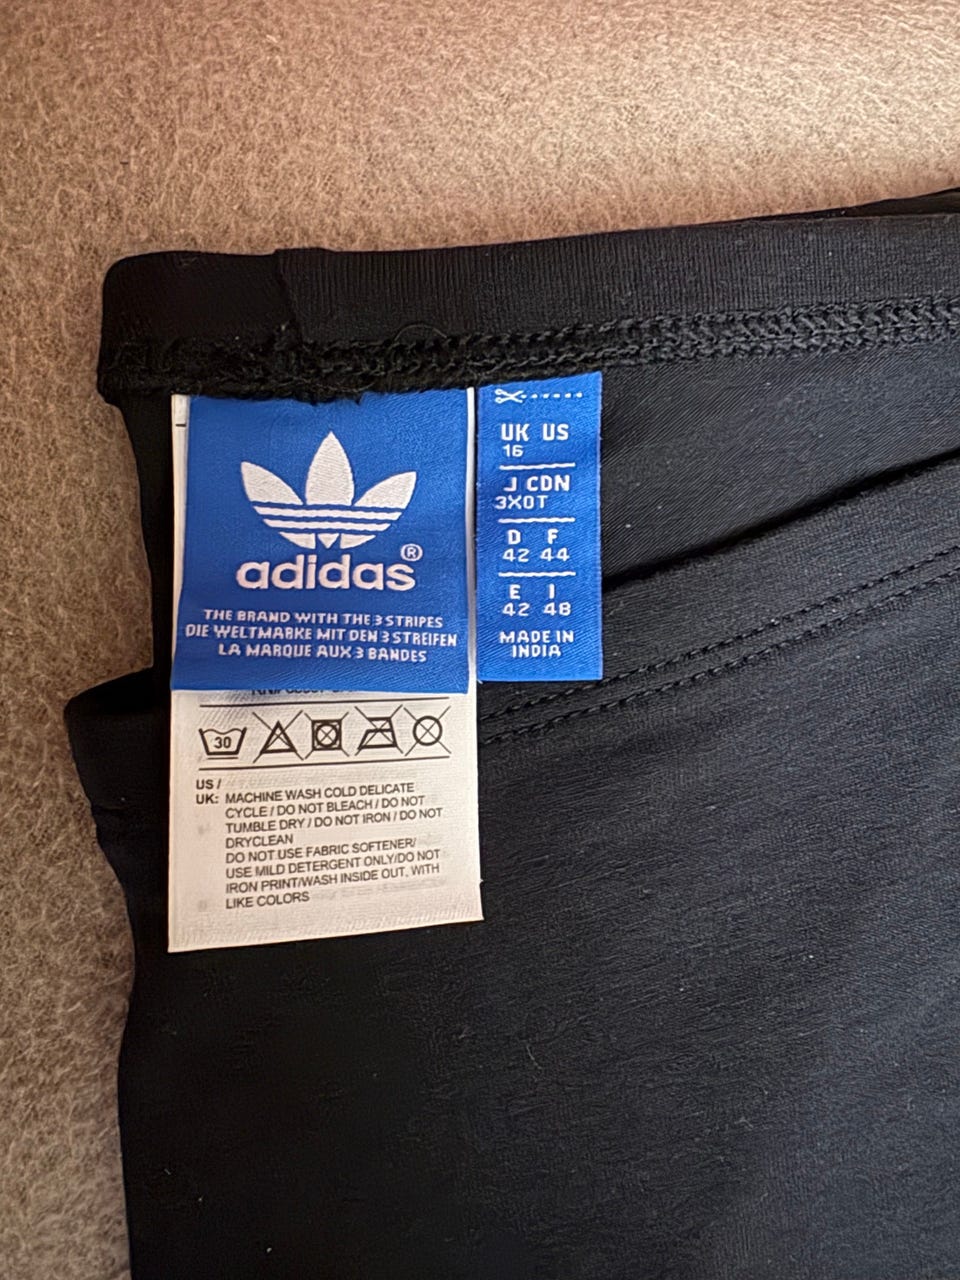 adidas®
THE BRAND WITH THE 3 STRIPES
DIE WELTMARKE MIT DEN 3 STREIFEN
LA MARQUE AUX 3 BANDES
UK US
16
J CDN
3XOT
D F
42 44
E I
42 48
MADE IN
INDIA
30
US /
UK: MACHINE WASH COLD DELICATE
CYCLE / DO NOT BLEACH / DO NOT
TUMBLE DRY / DO NOT IRON / DO NOT
DRYCLEAN
DO NOT USE FABRIC SOFTENER/
USE MILD DETERGENT ONLY/DO NOT
IRON PRINT/WASH INSIDE OUT, WITH
LIKE COLORS